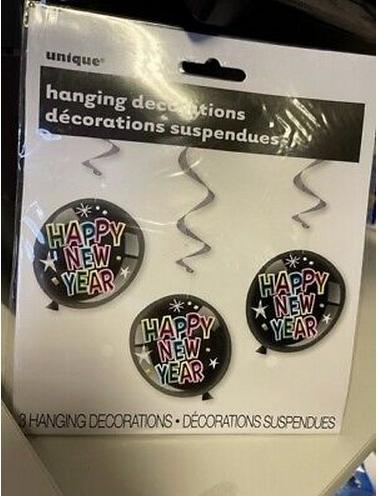 unique®
hanging decorations
décorations suspendues
HAPPY
NEW
YEAR
HAPPY
NEW
YEAR
HAPPY
NEW
YEAR
3 HANGING DECORATIONS • DÉCORATIONS SUSPENDUES